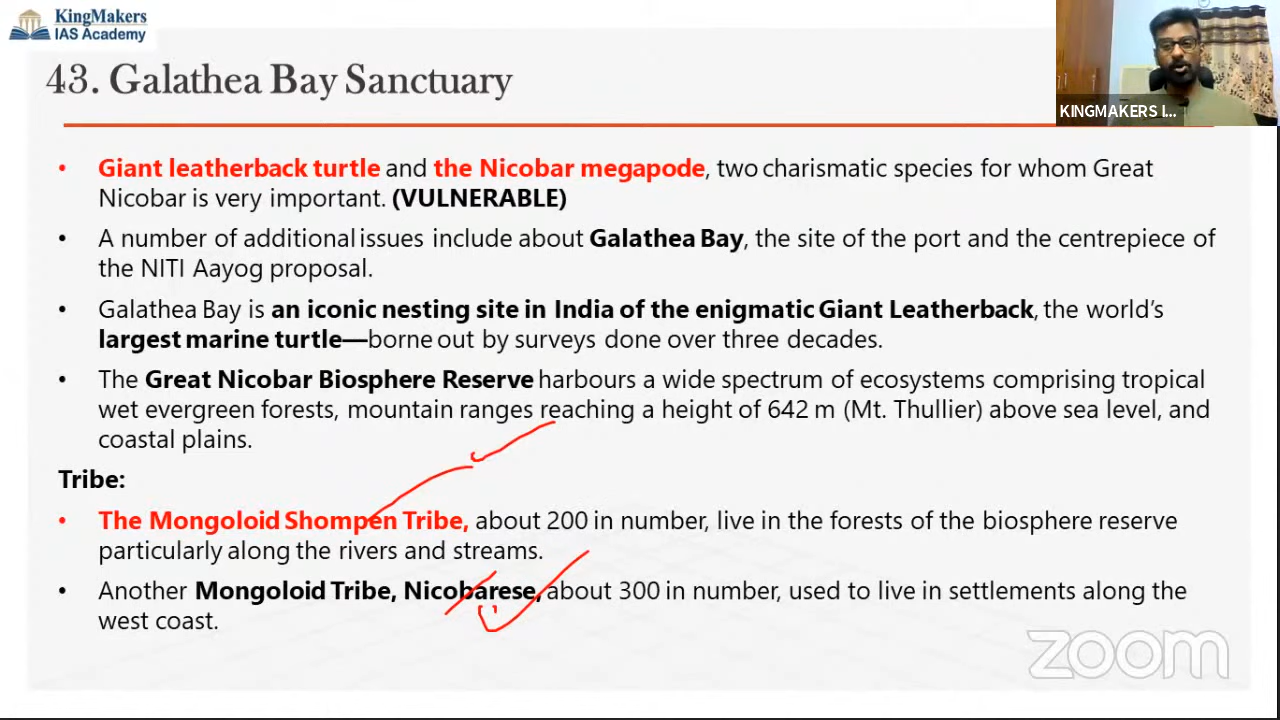 KingMakers
IAS Academy
43. Galathea Bay Sanctuary
KINGMAKERS I...
• Giant leatherback turtle and the Nicobar megapode, two charismatic species for whom Great
Nicobar is very important. (VULNERABLE)
• A number of additional issues include about Galathea Bay, the site of the port and the centrepiece of
the NITI Aayog proposal.
• Galathea Bay is an iconic nesting site in India of the enigmatic Giant Leatherback, the world's
largest marine turtle—borne out by surveys done over three decades.
• The Great Nicobar Biosphere Reserve harbours a wide spectrum of ecosystems comprising tropical
wet evergreen forests, mountain ranges reaching a height of 642 m (Mt. Thullier) above sea level, and
coastal plains.
Tribe:
• The Mongoloid Shompen Tribe, about 200 in number, live in the forests of the biosphere reserve
particularly along the rivers and streams.
• Another Mongoloid Tribe, Nicobarese, about 300 in number, used to live in settlements along the
west coast.
zoom